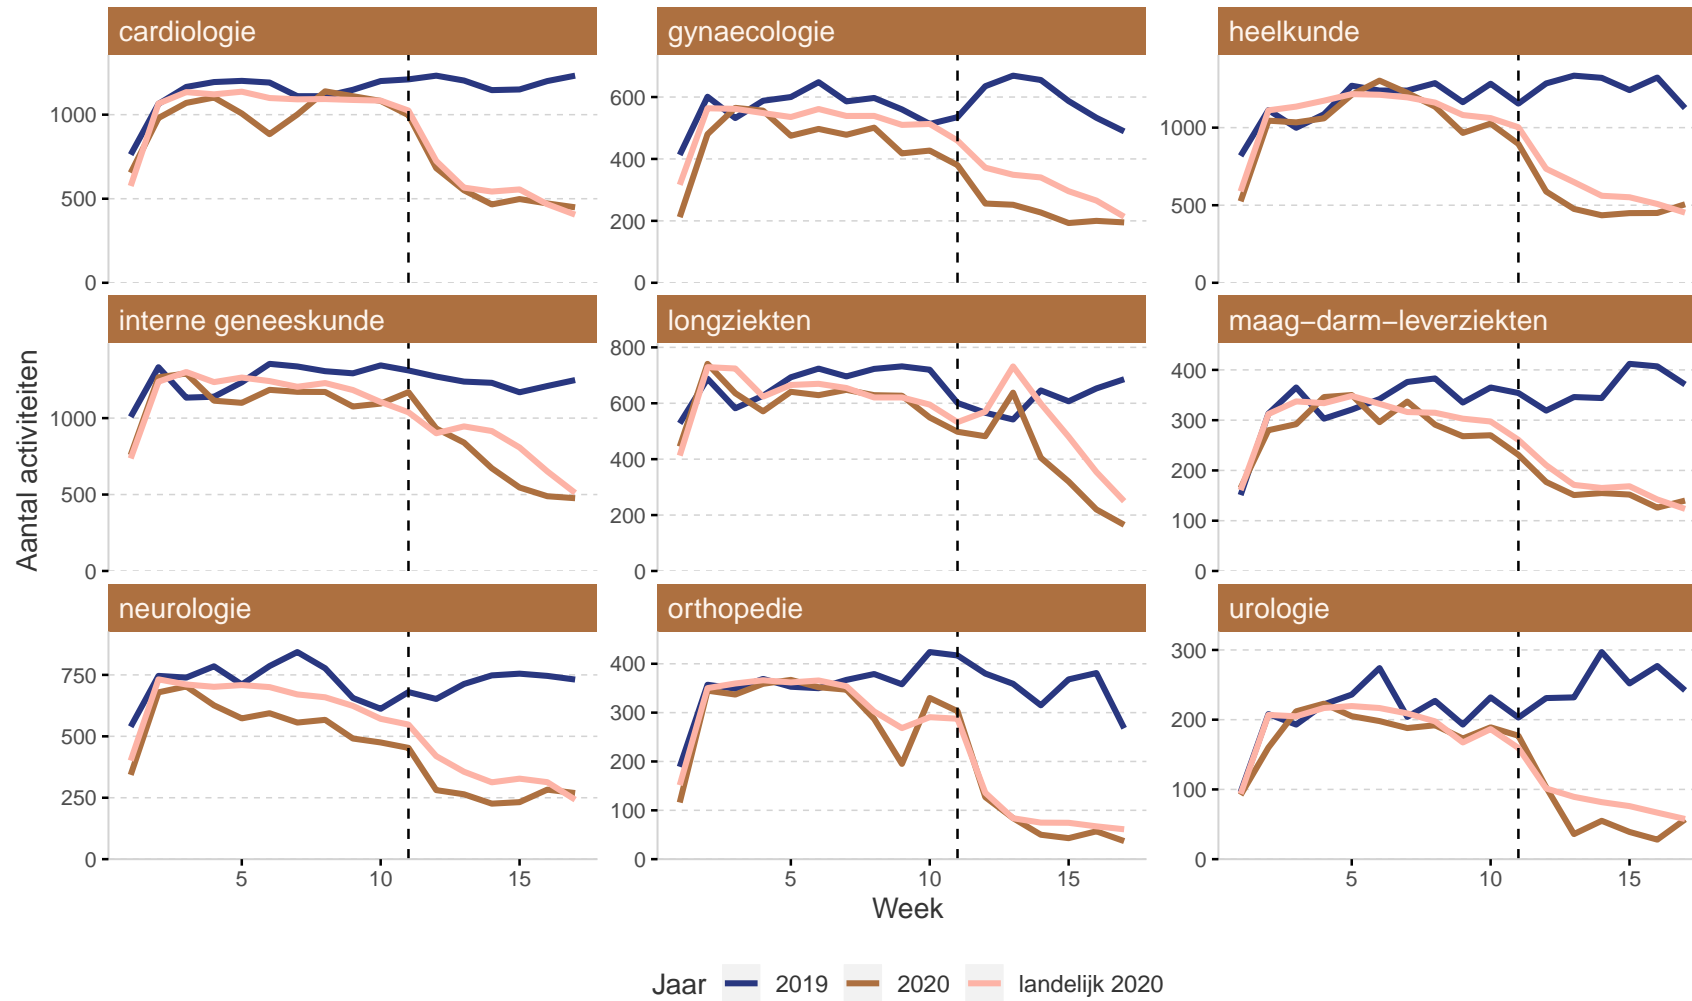 cardiologie
gynaecologie
heelkunde
1000
500
0
600
400
200
0
1000
500
0
interne geneeskunde
longziekten
maag−darm−leverziekten
1000
500
0
800
600
400
200
0
400
300
200
100
0
neurologie
orthopedie
urologie
750
500
250
0
400
300
200
100
0
300
200
100
0
5 10 15
5 10 15
5 10 15
Aantal activiteiten
Week
Jaar 2019 2020 landelijk 2020